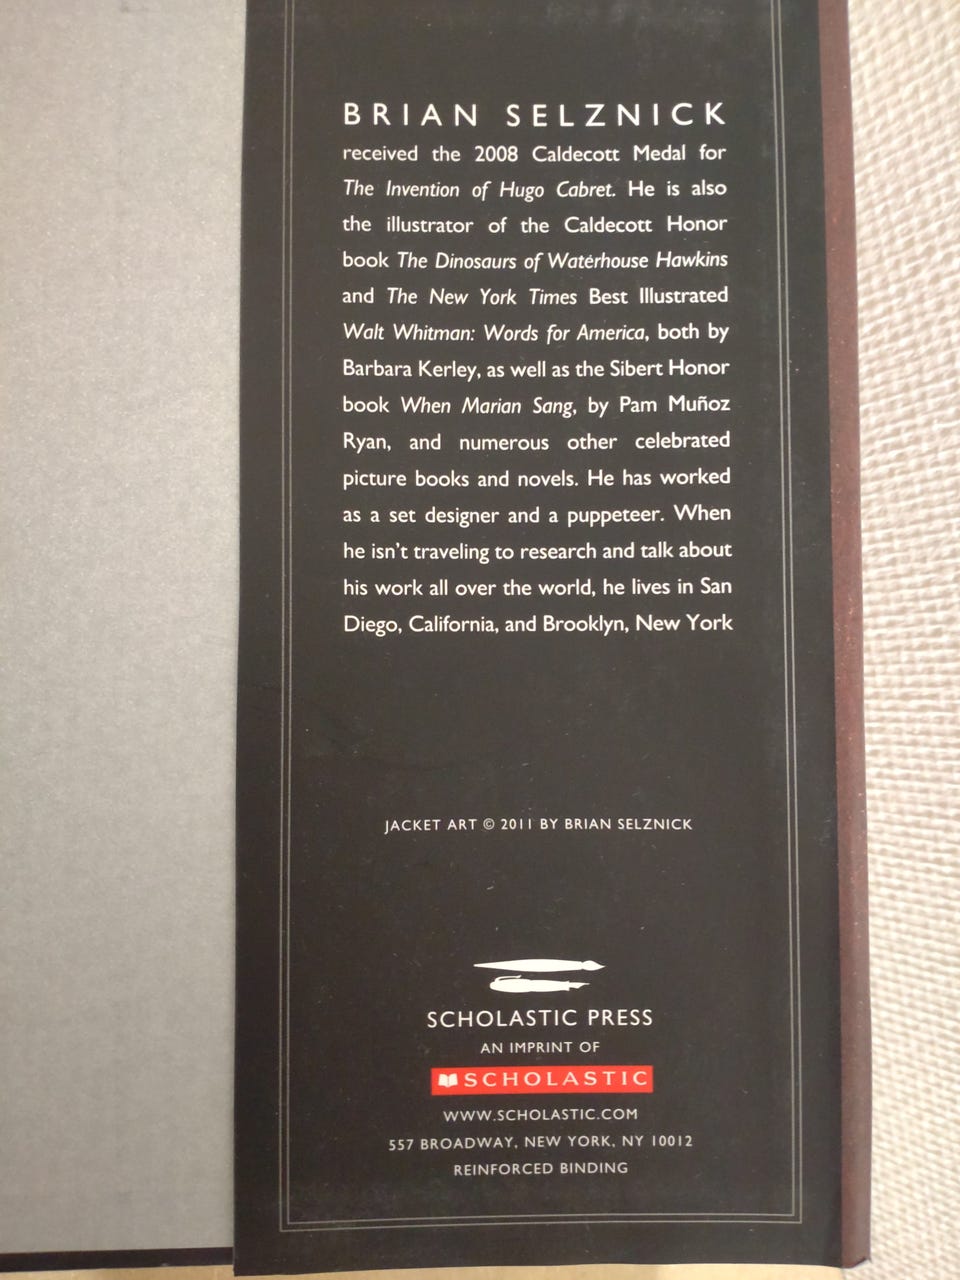 BRIAN SELZNICK
received the 2008 Caldecott Medal for
The Invention of Hugo Cabret. He is also
the illustrator of the Caldecott Honor
book The Dinosaurs of Waterhouse Hawkins
and The New York Times Best Illustrated
Walt Whitman: Words for America, both by
Barbara Kerley, as well as the Sibert Honor
book When Marian Sang, by Pam Muñoz
Ryan, and numerous other celebrated
picture books and novels. He has worked
as a set designer and a puppeteer. When
he isn't traveling to research and talk about
his work all over the world, he lives in San
Diego, California, and Brooklyn, New York
JACKET ART © 2011 BY BRIAN SELZNICK
SCHOLASTIC PRESS
AN IMPRINT OF
SCHOLASTIC
WWW.SCHOLASTIC.COM
557 BROADWAY, NEW YORK, NY 10012
REINFORCED BINDING